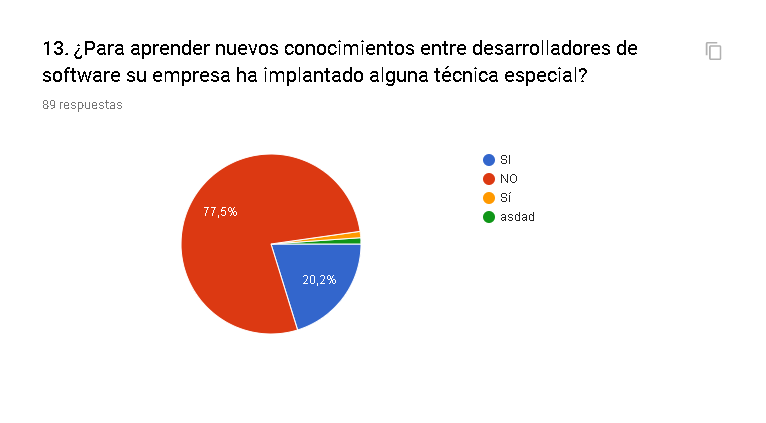 13. ¿Para aprender nuevos conocimientos entre desarrolladores de
software su empresa ha implantado alguna técnica especial?
89 respuestas
SI
NO
Sí
asdad
77,5%
20,2%